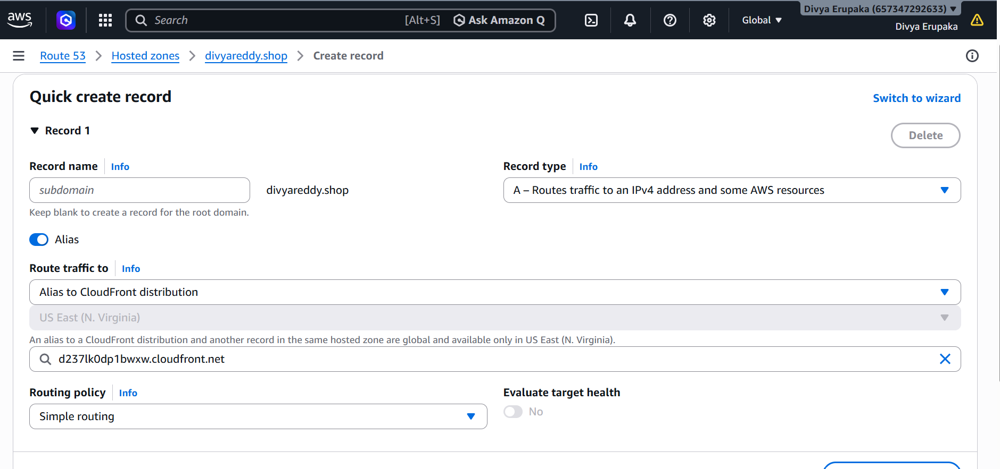 aws
Search [Alt+S] Ask Amazon Q
Global
Divya Erupaka (657347292633)
Divya Erupaka
Route 53 Hosted zones divyareddy.shop Create record
Quick create record
Switch to wizard
Record 1
Delete
Record name Info
Record type Info
subdomain
divyareddy.shop
A – Routes traffic to an IPv4 address and some AWS resources
Keep blank to create a record for the root domain.
Alias
Route traffic to Info
Alias to CloudFront distribution
US East (N. Virginia)
An alias to a CloudFront distribution and another record in the same hosted zone are global and available only in US East (N. Virginia).
d237lk0dp1bwxw.cloudfront.net
Routing policy Info
Evaluate target health
Simple routing
No